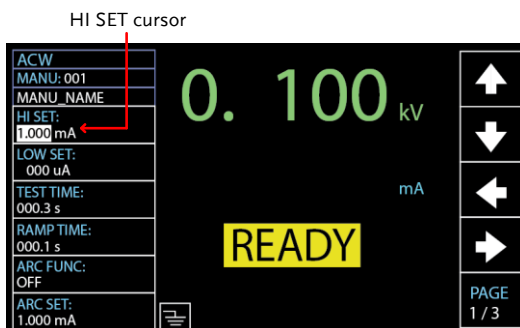 HI SET cursor
ACW
MANU: 001
MANU_NAME
HI SET:
1.000 mA
LOW SET:
000 uA
TEST TIME:
000.3 s
RAMP TIME:
000.1 s
ARC FUNC:
OFF
ARC SET:
1.000 mA
0. 100 kV
mA
READY
PAGE
1 / 3